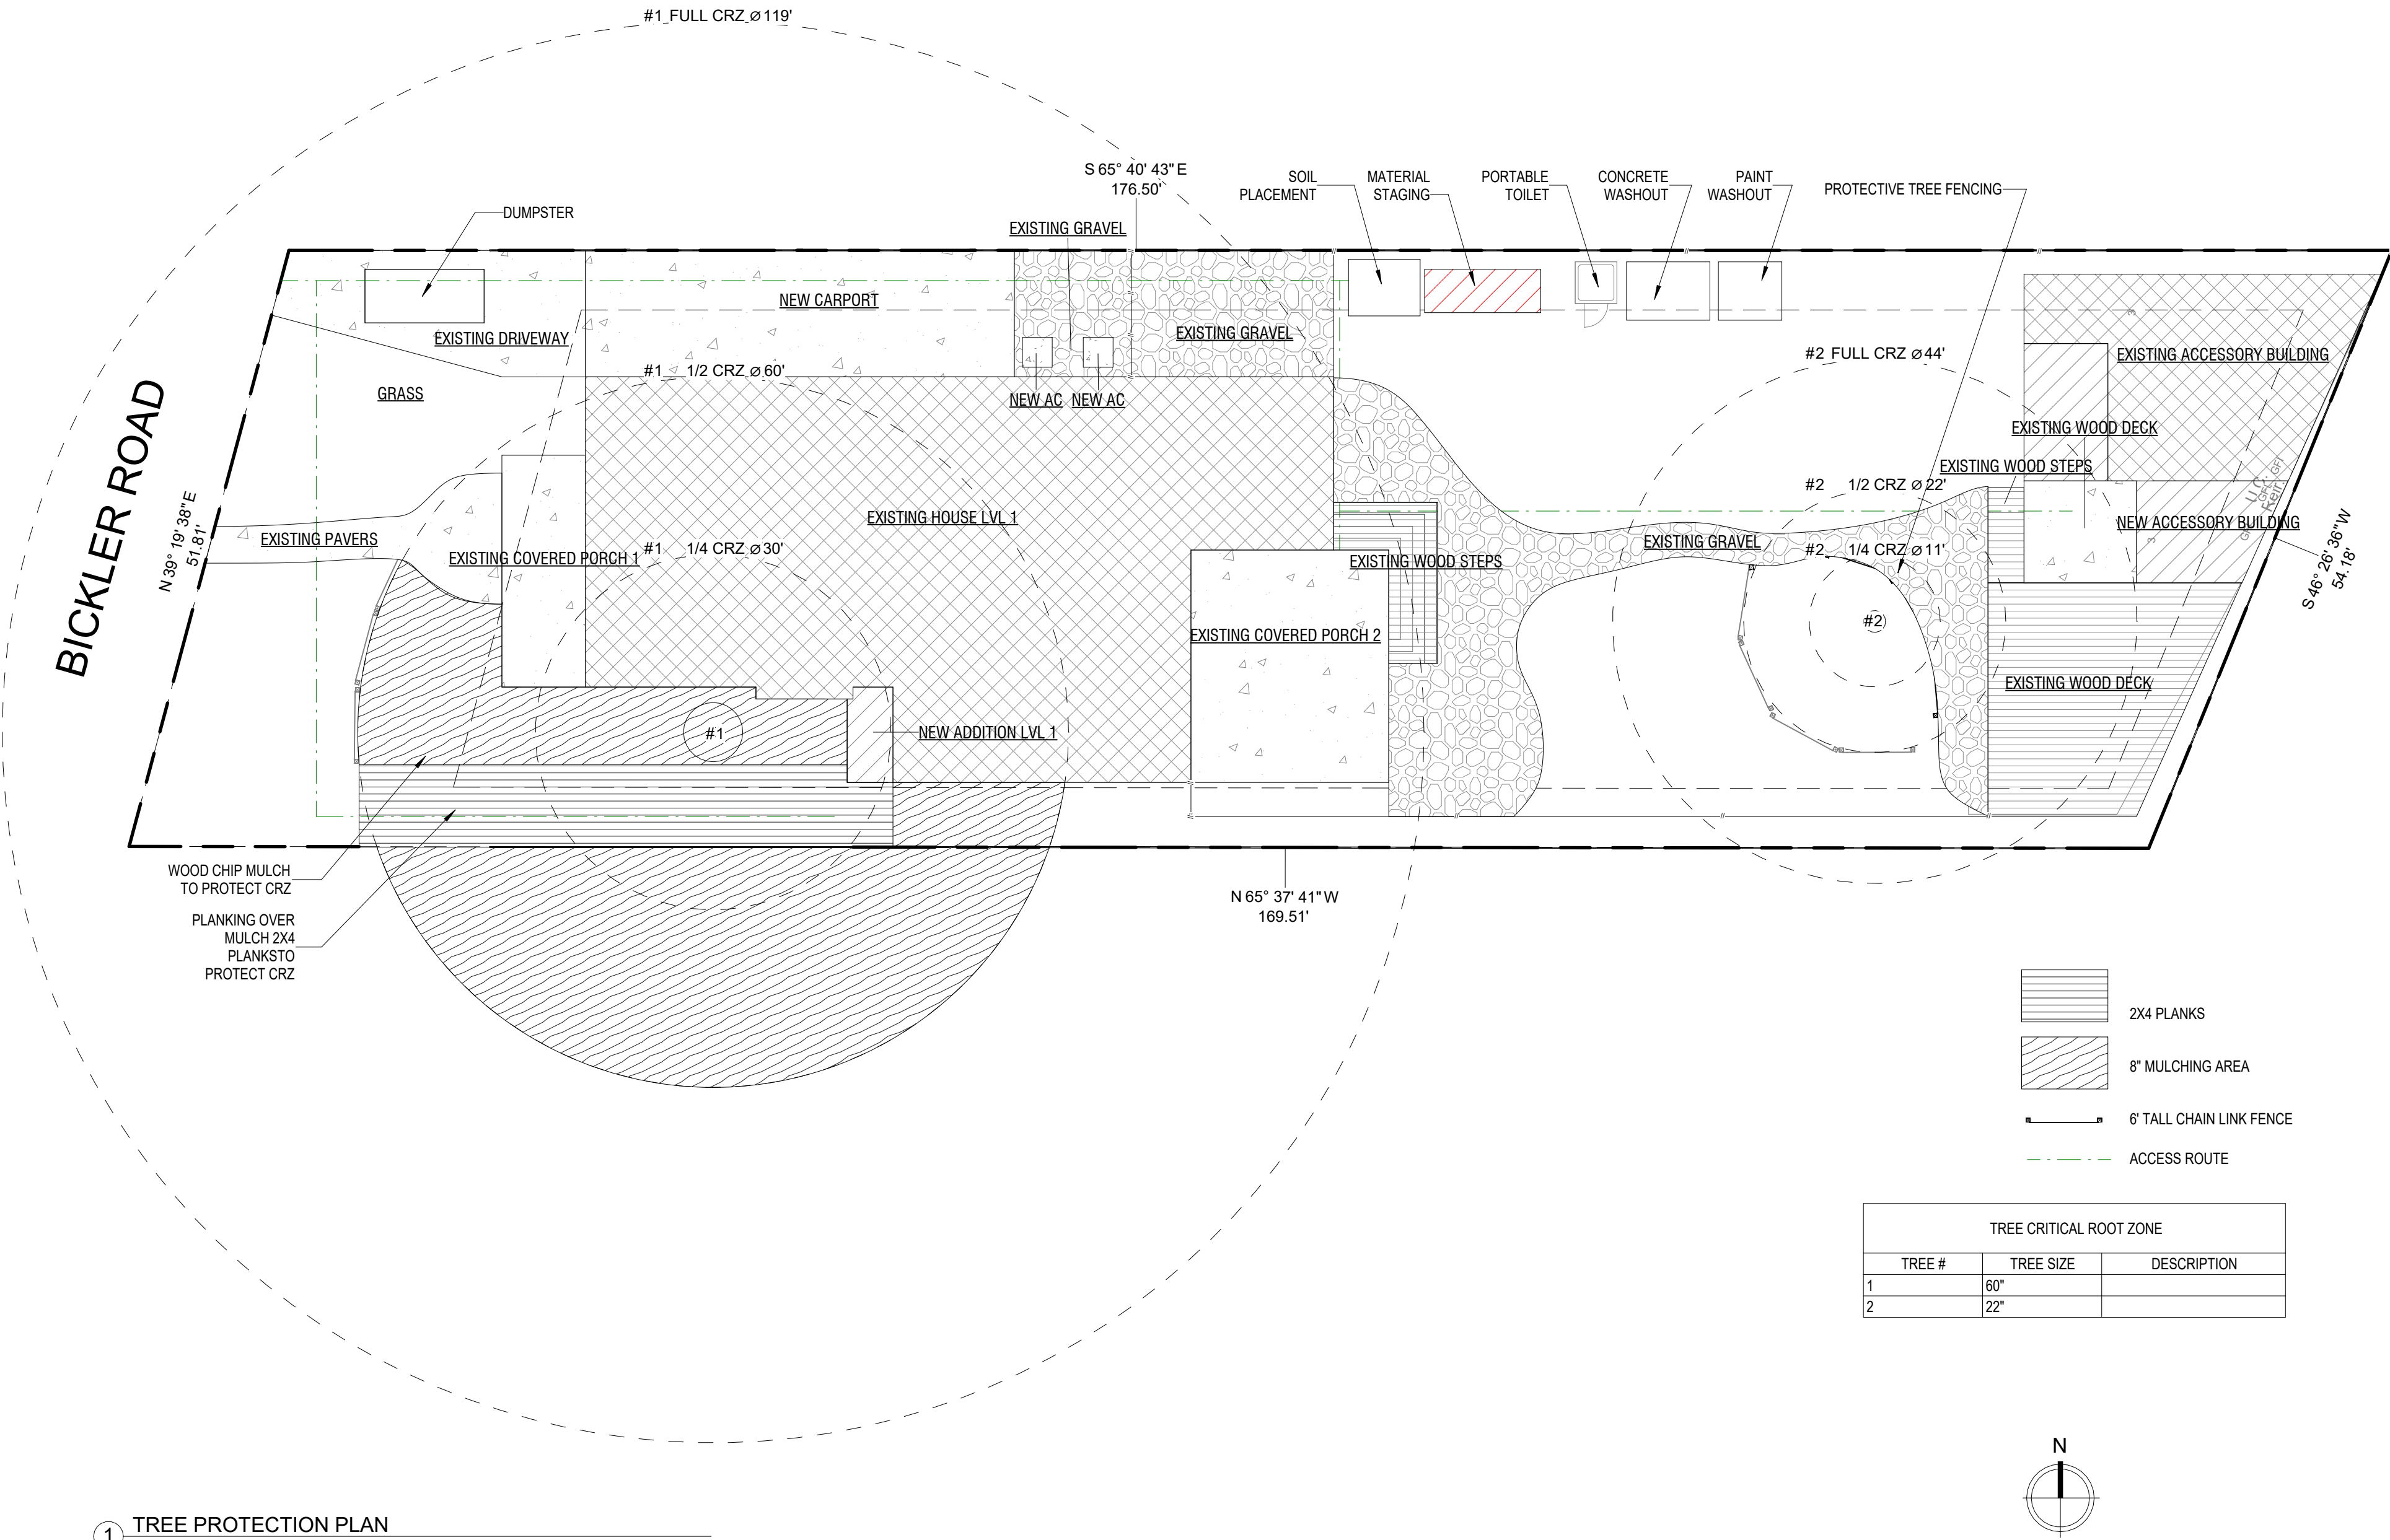 #1 FULL CRZ Ø 119'
S 65° 40' 43" E
176.50'
SOIL
PLACEMENT
MATERIAL
STAGING
PORTABLE
TOILET
CONCRETE
WASHOUT
PAINT
WASHOUT
PROTECTIVE TREE FENCING
DUMPSTER
EXISTING GRAVEL
NEW CARPORT
EXISTING DRIVEWAY
EXISTING GRAVEL
#2 FULL CRZ Ø 44'
EXISTING ACCESSORY BUILDING
#1 1/2 CRZ Ø 60'
GRASS
NEW AC
NEW AC
EXISTING WOOD DECK
EXISTING WOOD STEPS
BICKLER ROAD
N 39° 19' 38" E
51.81'
#2 1/2 CRZ Ø 22'
EXISTING HOUSE LVL 1
NEW ACCESSORY BUILDING
S 46° 26' 36" W
54.18'
EXISTING PAVERS
EXISTING COVERED PORCH 1
#1 1/4 CRZ Ø 30'
EXISTING WOOD STEPS
EXISTING GRAVEL
#2 1/4 CRZ Ø 11'
#2
EXISTING COVERED PORCH 2
EXISTING WOOD DECK
#1
NEW ADDITION LVL 1
WOOD CHIP MULCH
TO PROTECT CRZ
PLANKING OVER
MULCH 2X4
PLANKSTO
PROTECT CRZ
N 65° 37' 41" W
169.51'
2X4 PLANKS
8" MULCHING AREA
6' TALL CHAIN LINK FENCE
ACCESS ROUTE
TREE CRITICAL ROOT ZONE
TREE # TREE SIZE DESCRIPTION
1 60"
2 22"
N
1 TREE PROTECTION PLAN